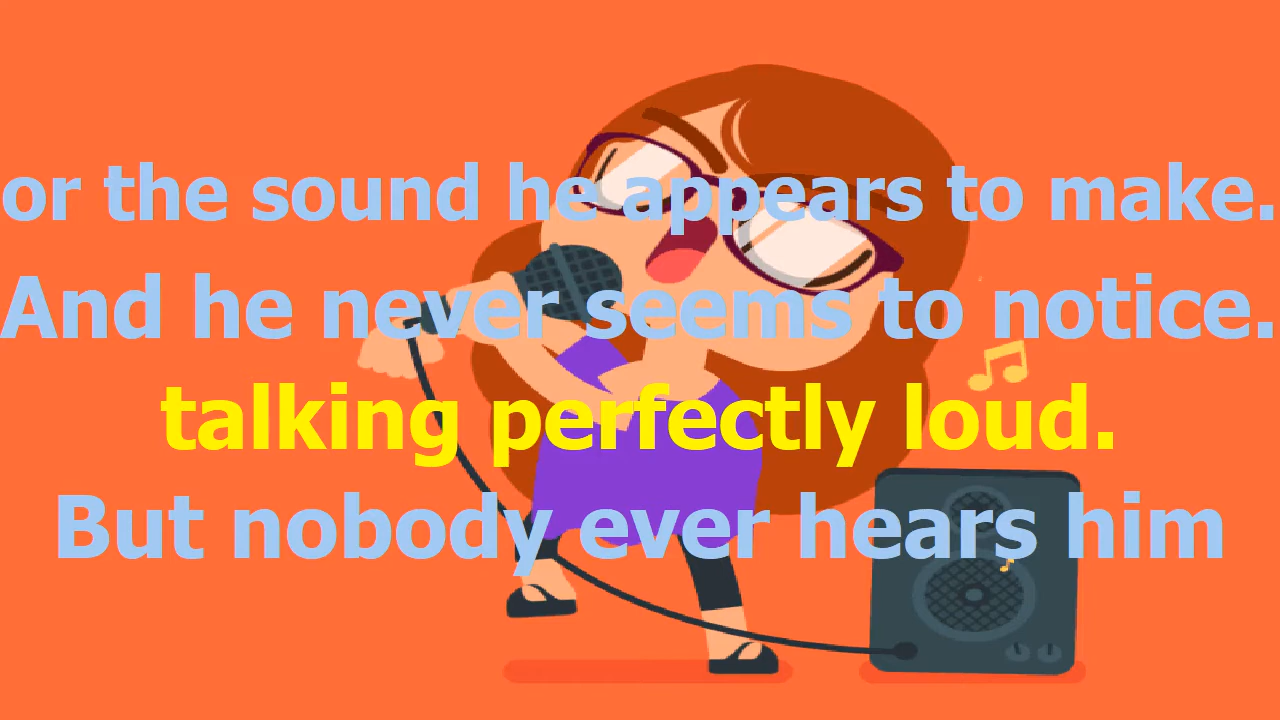 or the sound he appears to make.
And he never seems to notice.
talking perfectly loud.
But nobody ever hears him